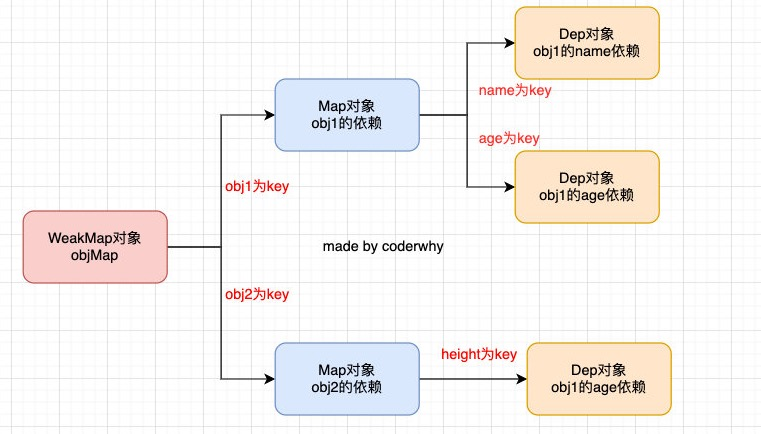 Dep对象
obj1的name依赖
name为key
Map对象
obj1的依赖
age为key
Dep对象
obj1的age依赖
obj1为key
WeakMap对象
objMap
made by coderwhy
obj2为key
Map对象
obj2的依赖
height为key
Dep对象
obj1的age依赖